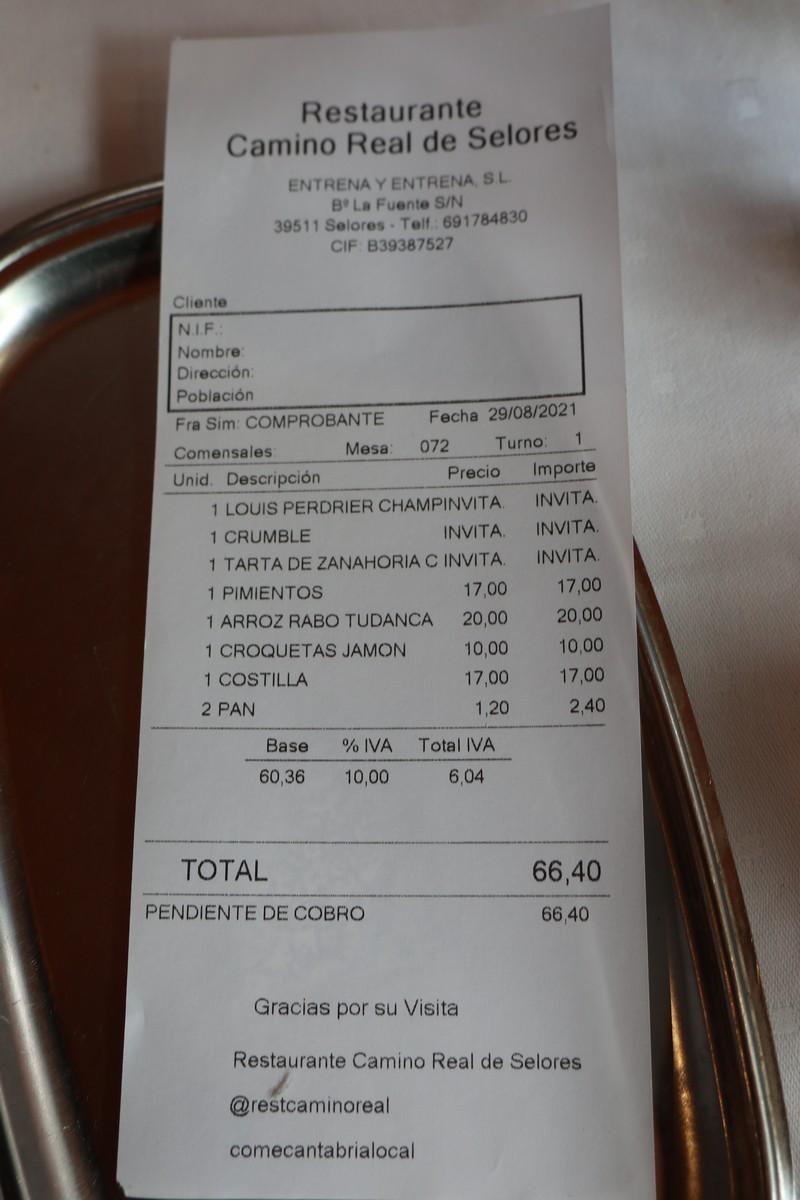 Restaurante
Camino Real de Selores
ENTRENA Y ENTRENA, S.L.
Bº La Fuente S/N
39511 Selores - Telf.: 691784830
CIF: B39387527
Cliente
N.I.F.:
Nombre:
Dirección:
Población
Fra Sim: COMPROBANTE Fecha 29/08/2021
Comensales: Mesa: 072 Turno: 1
Unid. Descripción Precio Importe
1 LOUIS PERDRIER CHAMPINVITA. INVITA.
1 CRUMBLE INVITA. INVITA.
1 TARTA DE ZANAHORIA C INVITA. INVITA.
1 PIMIENTOS 17,00 17,00
1 ARROZ RABO TUDANCA 20,00 20,00
1 CROQUETAS JAMON 10,00 10,00
1 COSTILLA 17,00 17,00
2 PAN 1,20 2,40
Base % IVA Total IVA
60,36 10,00 6,04
TOTAL 66,40
PENDIENTE DE COBRO 66,40
Gracias por su Visita
Restaurante Camino Real de Selores
@restcaminoreal
comecantabrialocal